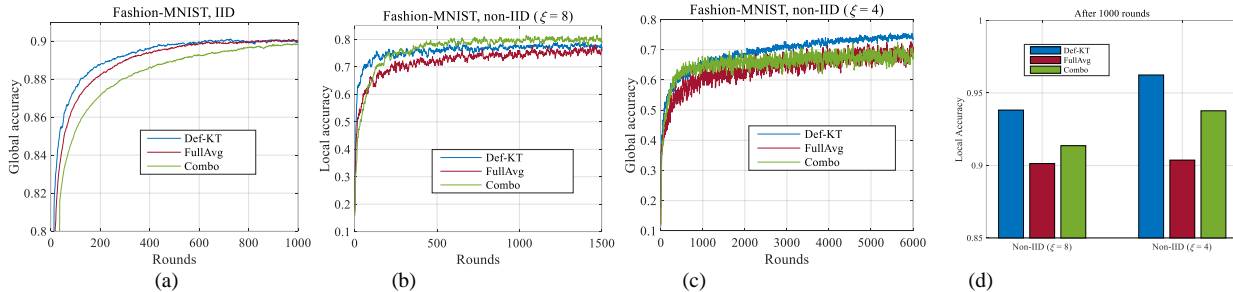 Fashion-MNIST, IID
Global accuracy
0.9
0.88
0.86
0.84
0.82
0.8
Def-KT
FullAvg
Combo
0
200
400
600
800
1000
Rounds
(a)
Fashion-MNIST, non-IID (ξ = 8)
Local accuracy
0.8
0.7
0.6
0.5
0.4
0.3
0.2
0.1
Def-KT
FullAvg
Combo
0
500
1000
1500
Rounds
(b)
Fashion-MNIST, non-IID (ξ = 4)
Global accuracy
0.8
0.7
0.6
0.5
0.4
0.3
0.2
0.1
Def-KT
FullAvg
Combo
0
1000
2000
3000
4000
5000
6000
Rounds
(c)
After 1000 rounds
Local Accuracy
1
0.95
0.9
0.85
Def-KT
FullAvg
Combo
Non-IID (ξ = 8)
Non-IID (ξ = 4)
(d)